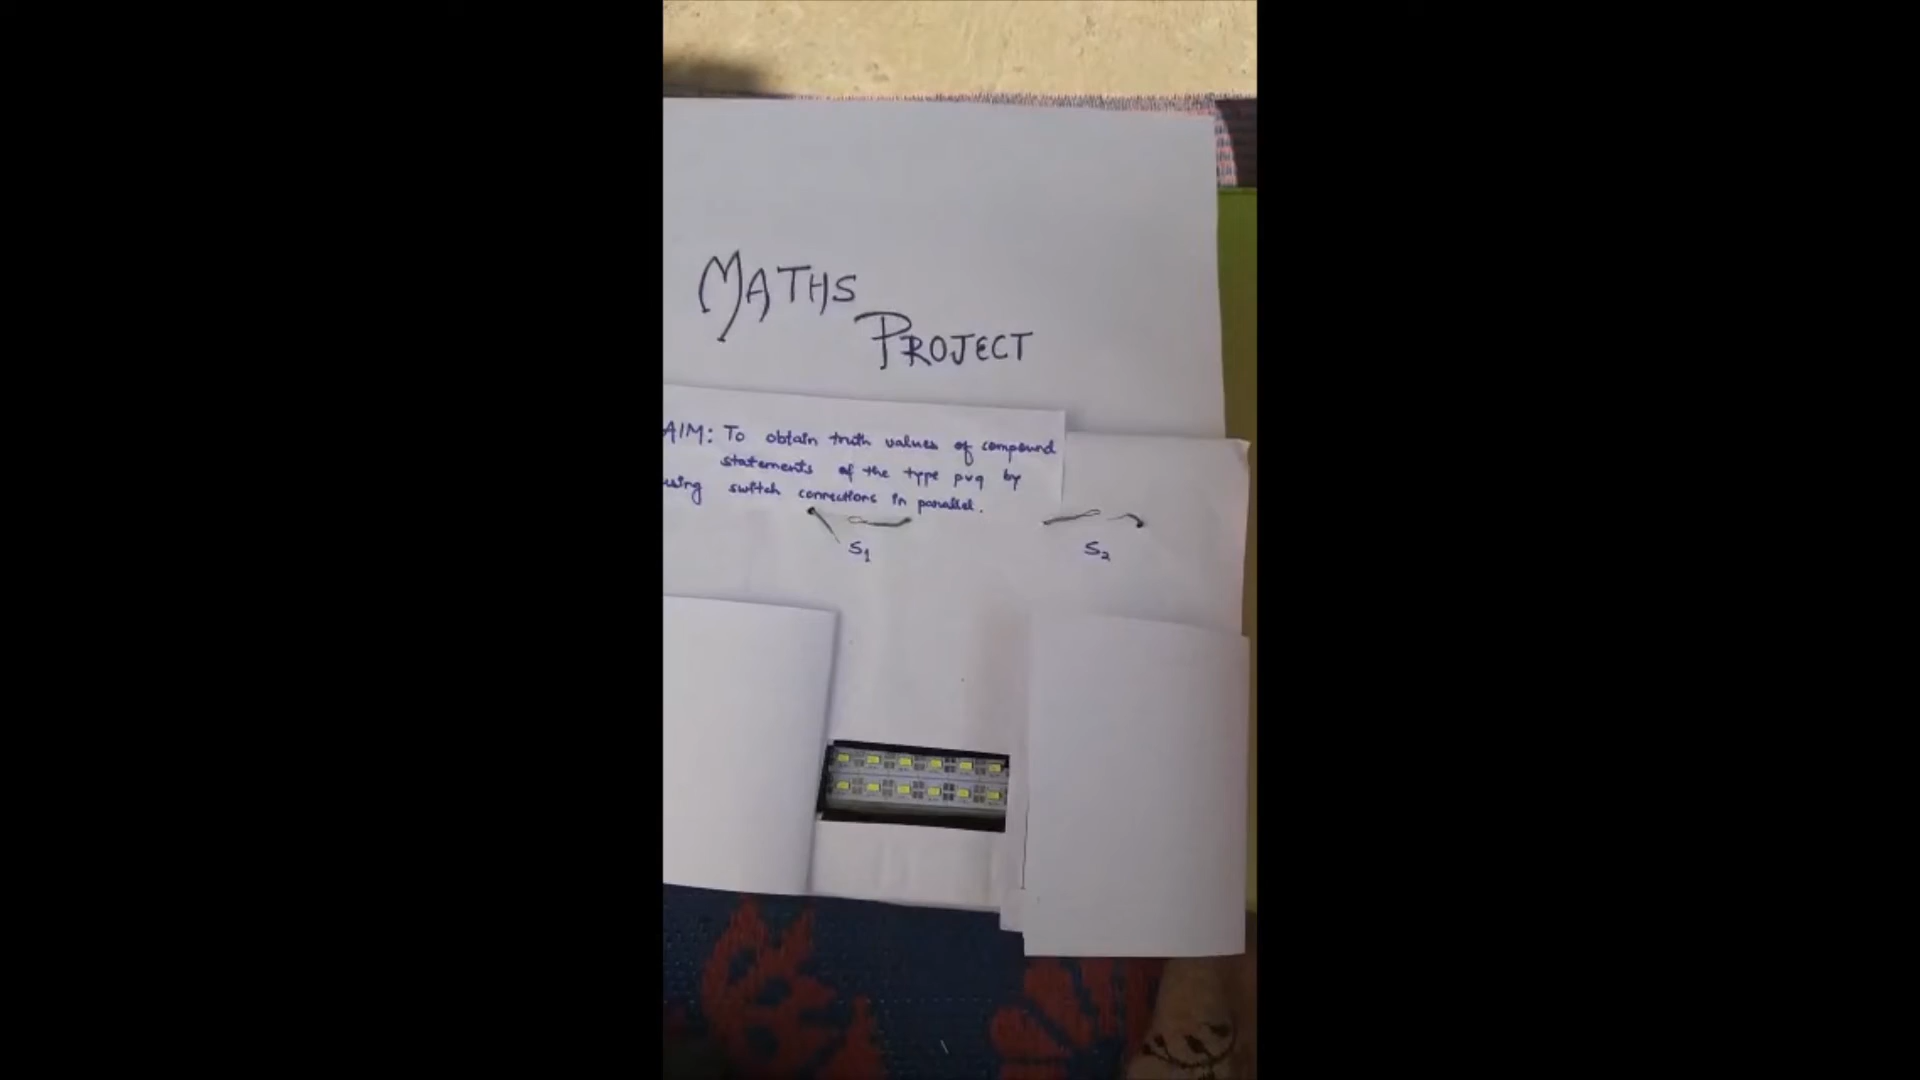 MATHS
PROJECT
AIM: To obtain truth values of compound
statements of the type pvq by
using switch connections in parallel.
S1
S2